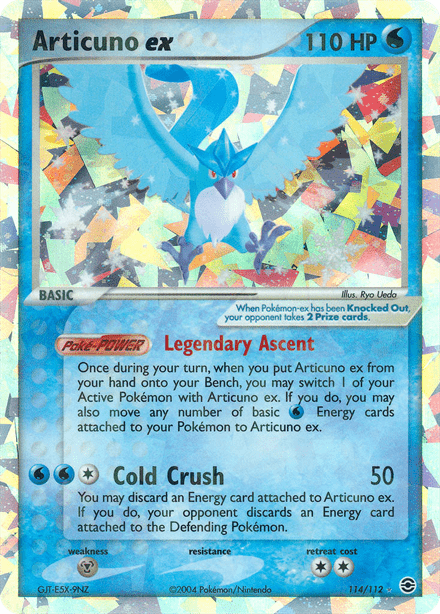 Articuno ex 110 HP
BASIC
Illus. Ryo Ueda
When Pokémon-ex has been Knocked Out,
your opponent takes 2 Prize cards.
Poké-POWER Legendary Ascent
Once during your turn, when you put Articuno ex from
your hand onto your Bench, you may switch 1 of your
Active Pokémon with Articuno ex. If you do, you may
also move any number of basic Energy cards
attached to your Pokémon to Articuno ex.
Cold Crush 50
You may discard an Energy card attached to Articuno ex.
If you do, your opponent discards an Energy card
attached to the Defending Pokémon.
weakness resistance retreat cost
GJT-E5X-9NZ ©2004 Pokémon/Nintendo 114/112